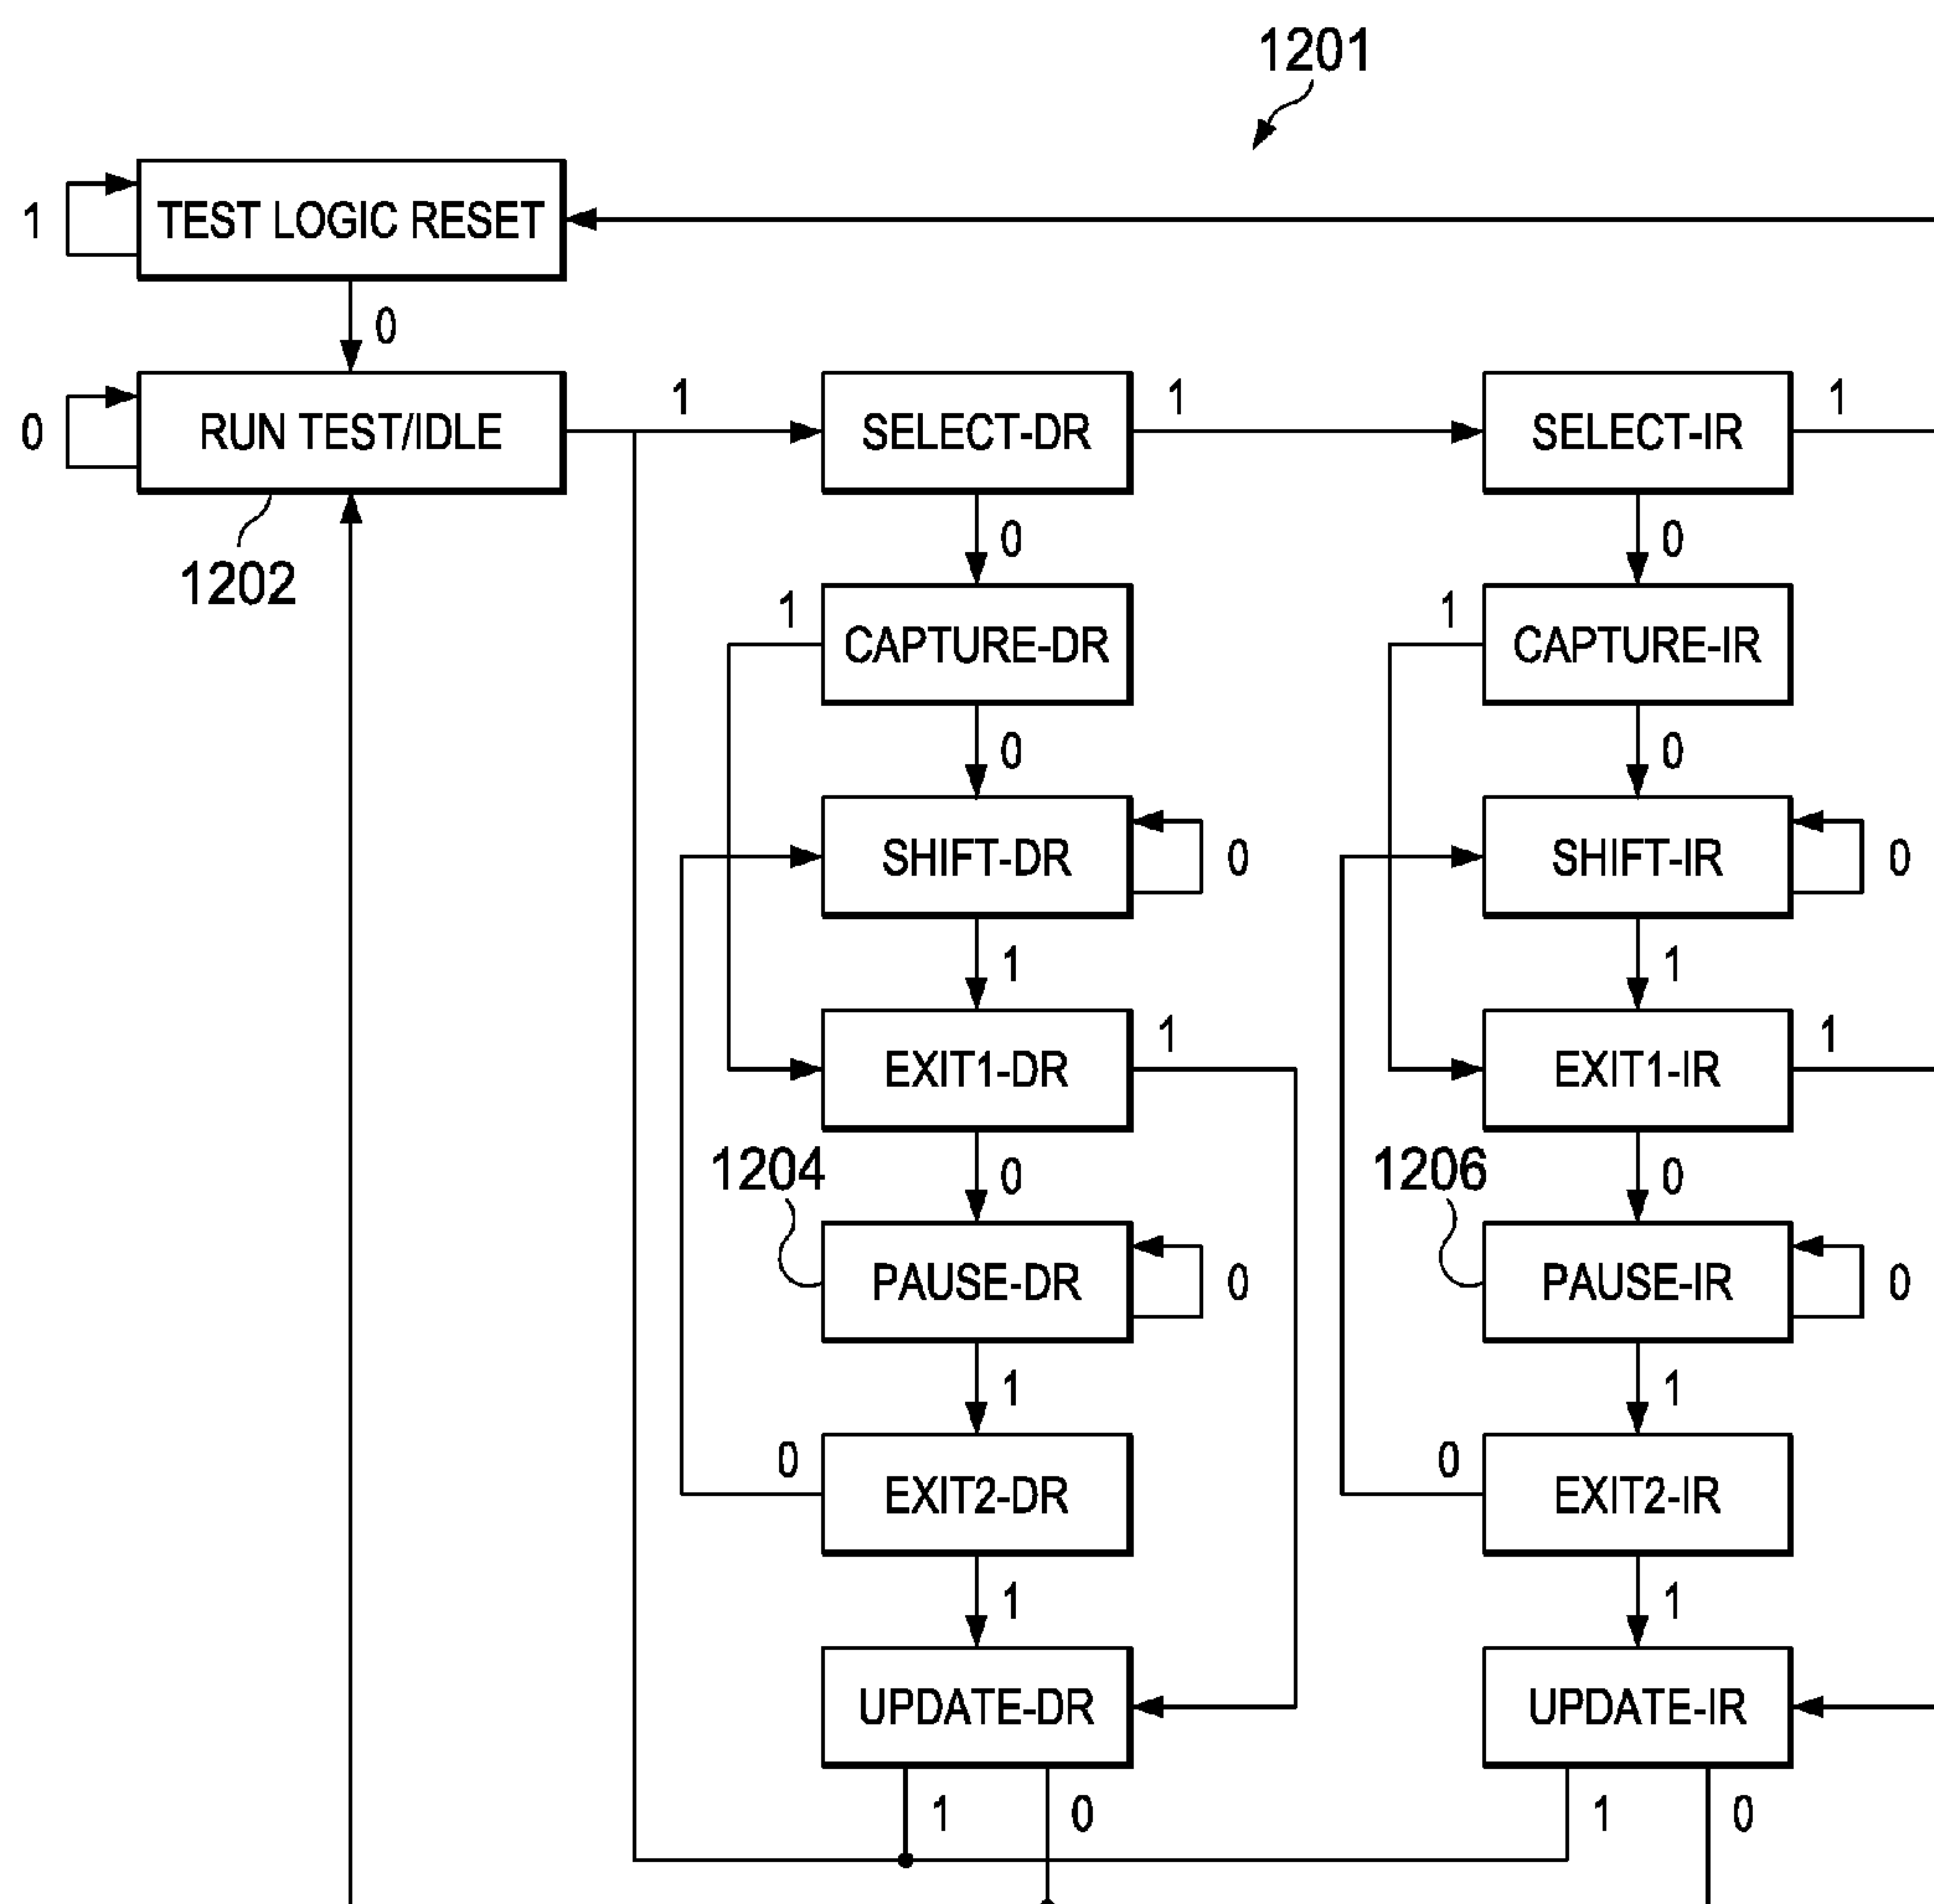 1201
TEST LOGIC RESET
1
0
RUN TEST/IDLE
0
1202
1
SELECT-DR
1
SELECT-IR
1
0
0
1
CAPTURE-DR
1
CAPTURE-IR
0
0
SHIFT-DR
0
SHIFT-IR
0
1
1
EXIT1-DR
1
EXIT1-IR
1
1204
0
1206
0
PAUSE-DR
0
PAUSE-IR
0
1
1
0
EXIT2-DR
0
EXIT2-IR
1
1
UPDATE-DR
UPDATE-IR
1
0
1
0